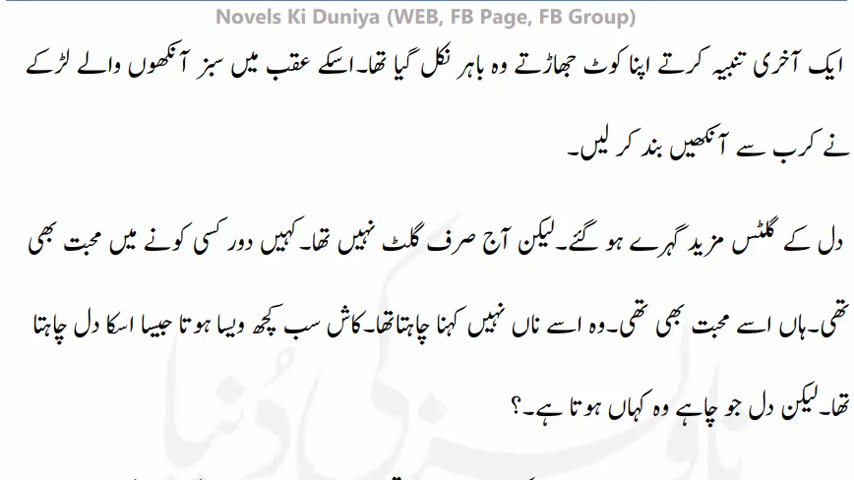 Novels Ki Duniya (WEB, FB Page, FB Group)
ایک آخری تنبیہ کرتے اپنا کوٹ جھاڑتے وہ باہر نکل گیا تھا۔اسکے عقب میں سبز آنکھوں والے لڑکے
نے کرب سے آنکھیں بند کر لیں۔
دل کے گلٹس مزید گہرے ہو گئے۔لیکن آج صرف گلٹ نہیں تھا۔کہیں دور کسی کونے میں محبت بھی
تھی۔ہاں اسے محبت بھی تھی۔وہ اسے ناں نہیں کہنا چاہتاتھا۔کاش سب کچھ ویسا ہوتا جیسا اسکا دل چاہتا
تھا۔لیکن دل جو چاہے وہ کہاں ہوتا ہے۔؟
ناولز کی دُنیا